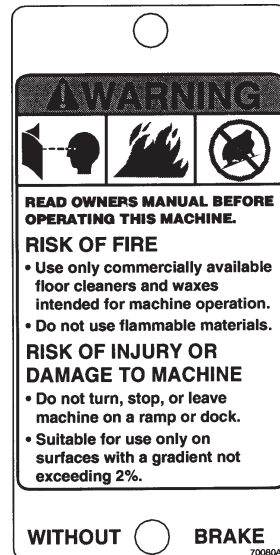 WARNING
READ OWNERS MANUAL BEFORE
OPERATING THIS MACHINE.
RISK OF FIRE
• Use only commercially available
floor cleaners and waxes
intended for machine operation.
• Do not use flammable materials.
RISK OF INJURY OR
DAMAGE TO MACHINE
• Do not turn, stop, or leave
machine on a ramp or dock.
• Suitable for use only on
surfaces with a gradient not
exceeding 2%.
WITHOUT BRAKE